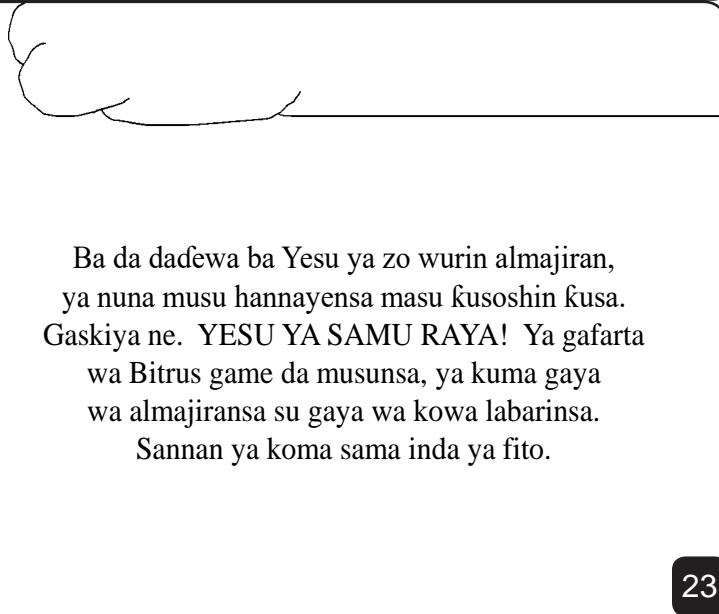 Ba da daɗewa ba Yesu ya zo wurin almajiran,
ya nuna musu hannayensa masu ƙusoshin ƙusa.
Gaskiya ne. YESU YA SAMU RAYA! Ya gafarta
wa Bitrus game da musunsa, ya kuma gaya
wa almajiransa su gaya wa kowa labarinsa.
Sannan ya koma sama inda ya fito.
23